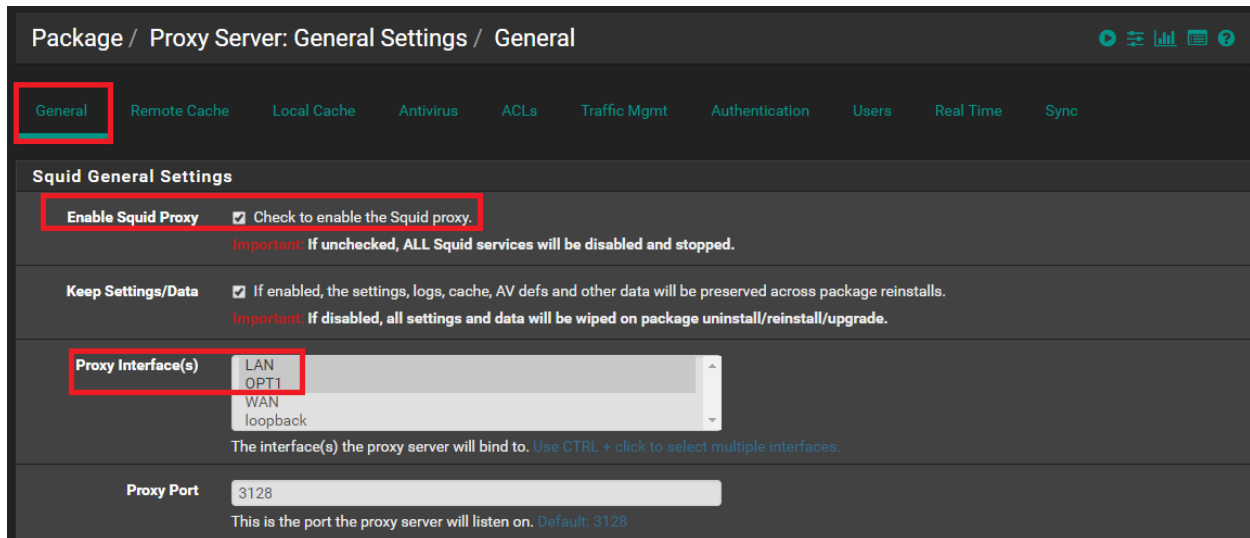 Package / Proxy Server: General Settings / General
General Remote Cache Local Cache Antivirus ACLs Traffic Mgmt Authentication Users Real Time Sync
Squid General Settings
Enable Squid Proxy Check to enable the Squid proxy.
Important: If unchecked, ALL Squid services will be disabled and stopped.
Keep Settings/Data If enabled, the settings, logs, cache, AV defs and other data will be preserved across package reinstalls.
Important: If disabled, all settings and data will be wiped on package uninstall/reinstall/upgrade.
Proxy Interface(s) LAN
OPT1
WAN
loopback
The interface(s) the proxy server will bind to. Use CTRL + click to select multiple interfaces.
Proxy Port 3128
This is the port the proxy server will listen on. Default: 3128